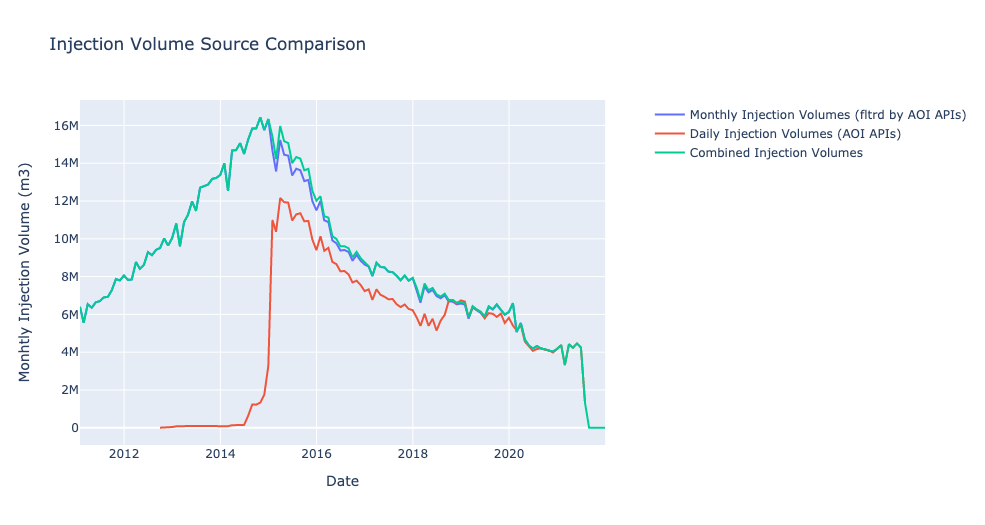 Injection Volume Source Comparison
Monthly Injection Volumes (fltrd by AOI APIs)
Daily Injection Volumes (AOI APIs)
Combined Injection Volumes
Monhtly Injection Volume (m3)
16M
14M
12M
10M
8M
6M
4M
2M
0
2012 2014 2016 2018 2020
Date